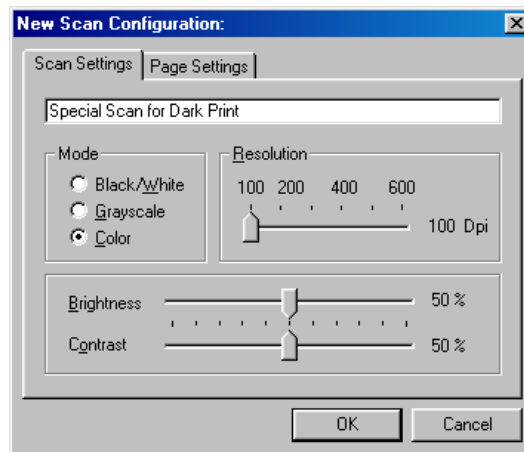 New Scan Configuration:
Scan Settings Page Settings
Special Scan for Dark Print
Mode
Black/White
Grayscale
Color
Resolution
100 200 400 600
100 Dpi
Brightness 50 %
Contrast 50 %
OK Cancel